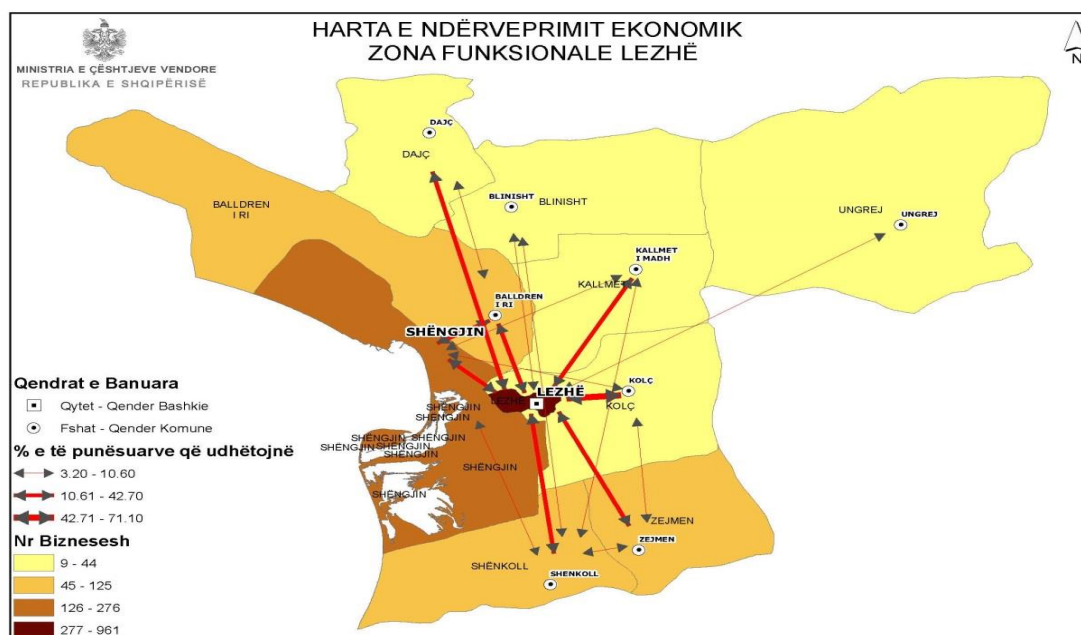 HARTA E NDËRVEPRIMIT EKONOMIK
ZONA FUNKSIONALE LEZHË
MINISTRIA E ÇËSHTJEVE VENDORE
REPUBLIKA E SHQIPËRISË
N
DAJÇ
DAJÇ
BLINISHT
BLINISHT
BALLDREN
I RI
UNGREJ
UNGREJ
KALLMET
I MADH
KALLMET
BALLDREN
I RI
SHËNGJIN
KOLÇ
KOLÇ
LEZHË
LEZHË
SHËNGJIN
SHËNGJIN
SHËNGJIN
SHËNGJIN
SHËNGJIN
SHËNGJIN
SHËNGJIN
SHËNGJIN
ZEJMEN
ZEJMEN
SHËNKOLL
SHENKOLL
Qendrat e Banuara
Qytet - Qender Bashkie
Fshat - Qender Komune
% e të punësuarve që udhëtojnë
3.20 - 10.60
10.61 - 42.70
42.71 - 71.10
Nr Biznesesh
9 - 44
45 - 125
126 - 276
277 - 961